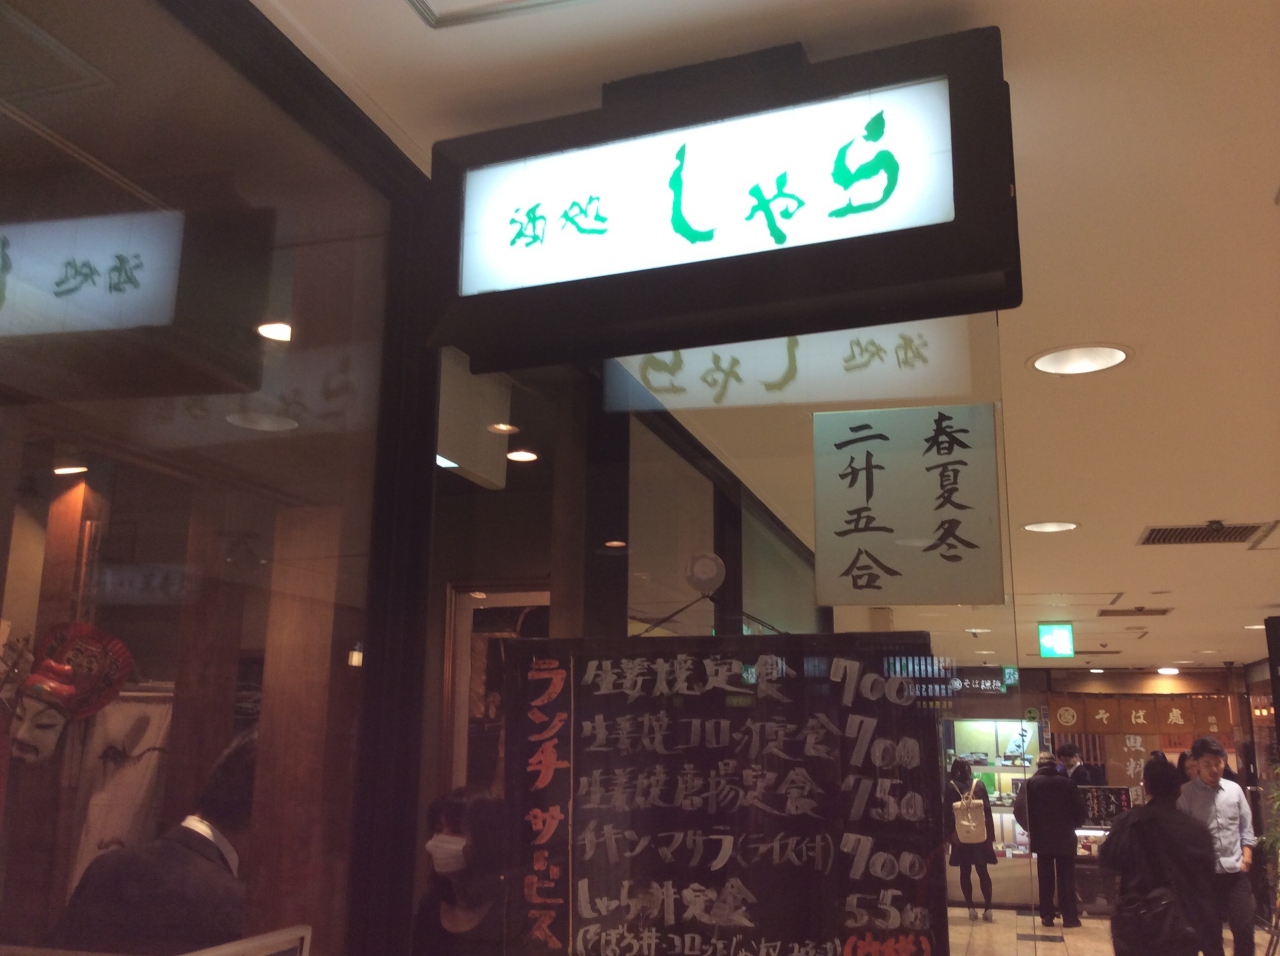 酒処 しゃら
春夏冬
二升五合
ランチサービス
生姜焼定食 700
生姜焼コロッケ定食 700
生姜焼唐揚定食 750
チキン・マサラ(ライス付) 700
しゃら丼定食 550
そば処